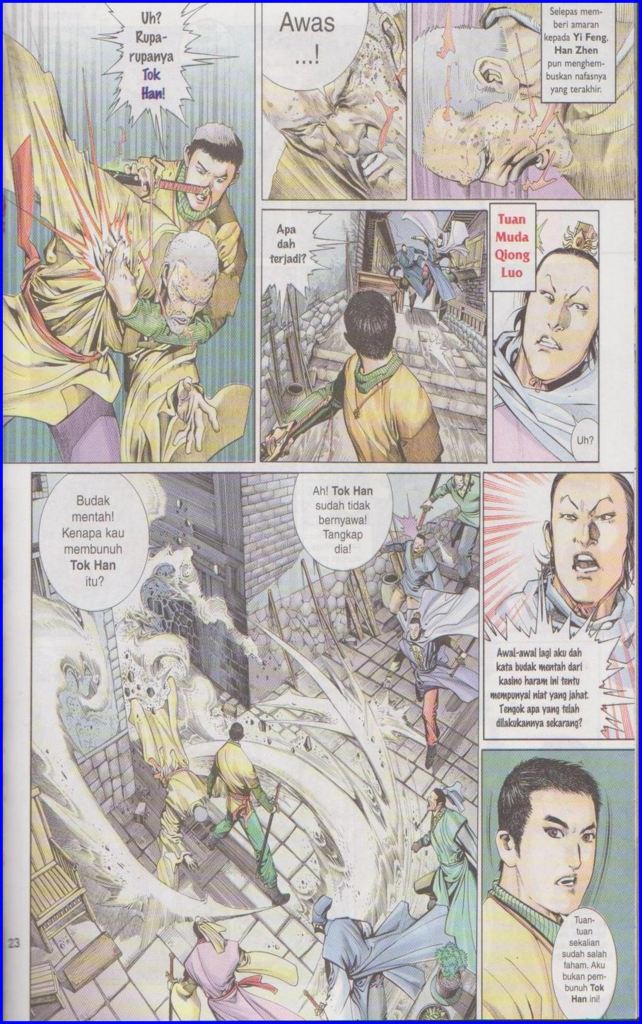 Uh?
Rupa-
rupanya
Tok
Han!
Awas
...!
Selepas mem-
beri amaran
kepada Yi Feng,
Han Zhen
pun menghem-
buskan nafasnya
yang terakhir.
Apa
dah
terjadi?
Tuan
Muda
Qiong
Luo
Uh?
Budak
mentah!
Kenapa kau
membunuh
Tok Han
itu?
Ah! Tok Han
sudah tidak
bernyawa!
Tangkap
dia!
Awal-awal lagi aku dah
kata budak mentah dari
kasino haram ini tentu
mempunyai niat yang jahat.
Tengok apa yang telah
dilakukannya sekarang?
Tuan-
tuan
sekalian
sudah salah
faham. Aku
bukan pem-
bunuh Tok
Han ini!
23